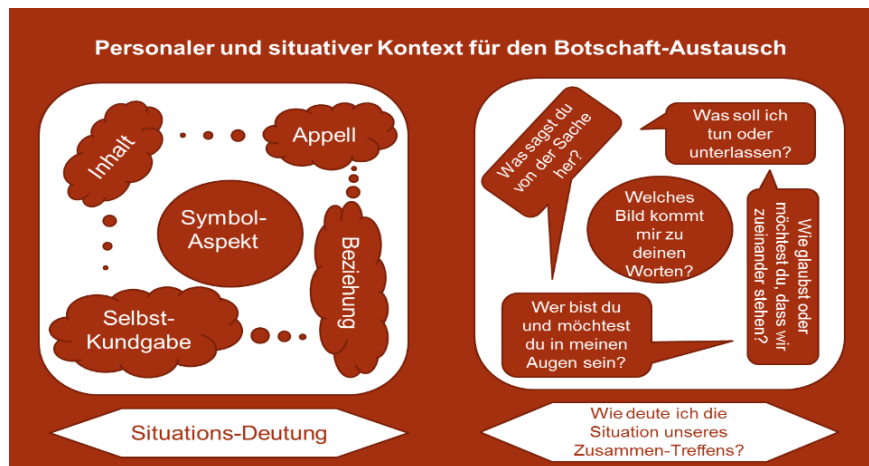 Personaler und situativer Kontext für den Botschaft-Austausch
Inhalt
Appell
Symbol-
Aspekt
Beziehung
Selbst-
Kundgabe
Situations-Deutung
Was sagst du
von der Sache
her?
Was soll ich
tun oder
unterlassen?
Welches
Bild kommt
mir zu
deinen
Worten?
Wie glaubst oder
möchtest du, dass wir
zueinander stehen?
Wer bist du
und möchtest
du in meinen
Augen sein?
Wie deute ich die
Situation unseres
Zusammen-Treffens?